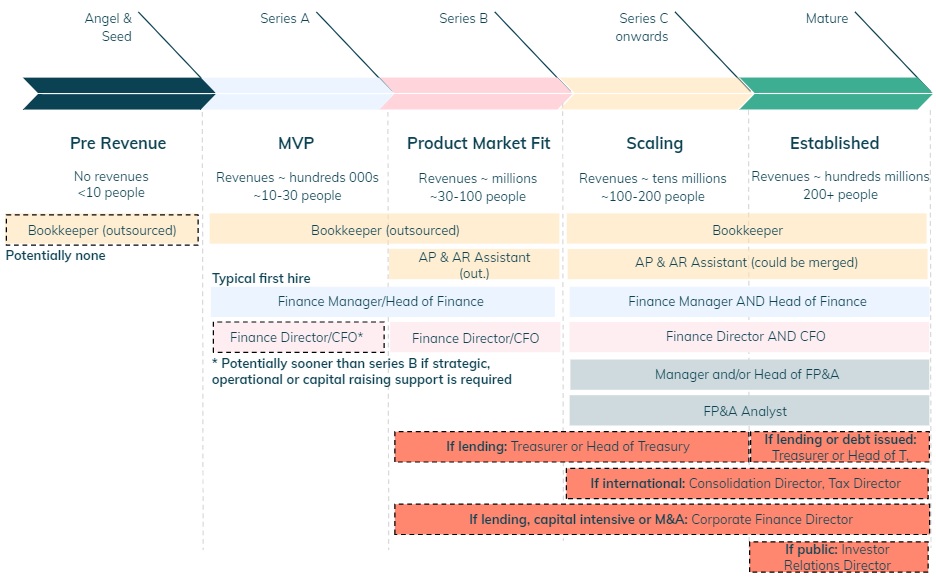 Angel &
Seed
Series A
Series B
Series C
onwards
Mature
Pre Revenue
MVP
Product Market Fit
Scaling
Established
No revenues
<10 people
Revenues ~ hundreds 000s
~10-30 people
Revenues ~ millions
~30-100 people
Revenues ~ tens millions
~100-200 people
Revenues ~ hundreds millions
200+ people
Bookkeeper (outsourced)
Bookkeeper (outsourced)
Bookkeeper
Potentially none
AP & AR Assistant
(out.)
AP & AR Assistant (could be merged)
Typical first hire
Finance Manager/Head of Finance
Finance Manager AND Head of Finance
Finance Director/CFO*
Finance Director/CFO
Finance Director AND CFO
* Potentially sooner than series B if strategic,
operational or capital raising support is required
Manager and/or Head of FP&A
FP&A Analyst
If lending: Treasurer or Head of Treasury
If lending or debt issued:
Treasurer or Head of T.
If international: Consolidation Director, Tax Director
If lending, capital intensive or M&A: Corporate Finance Director
If public: Investor
Relations Director